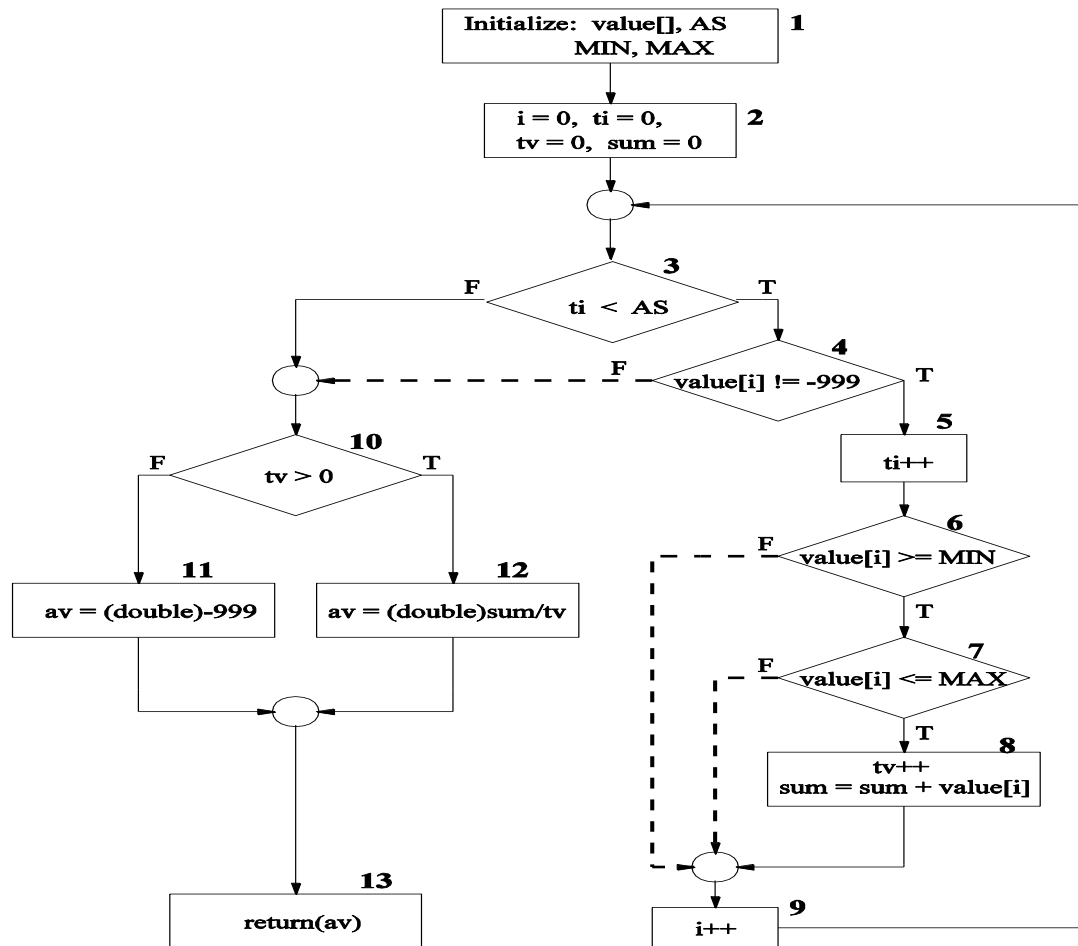 Initialize: value[], AS
MIN, MAX
1
i = 0, ti = 0,
tv = 0, sum = 0
2
3
F
T
ti < AS
4
F
value[i] != -999
T
5
ti++
10
F
T
tv > 0
6
F
value[i] >= MIN
T
11
av = (double)-999
12
av = (double)sum/tv
7
F
value[i] <= MAX
T
8
tv++
sum = sum + value[i]
13
return(av)
9
i++